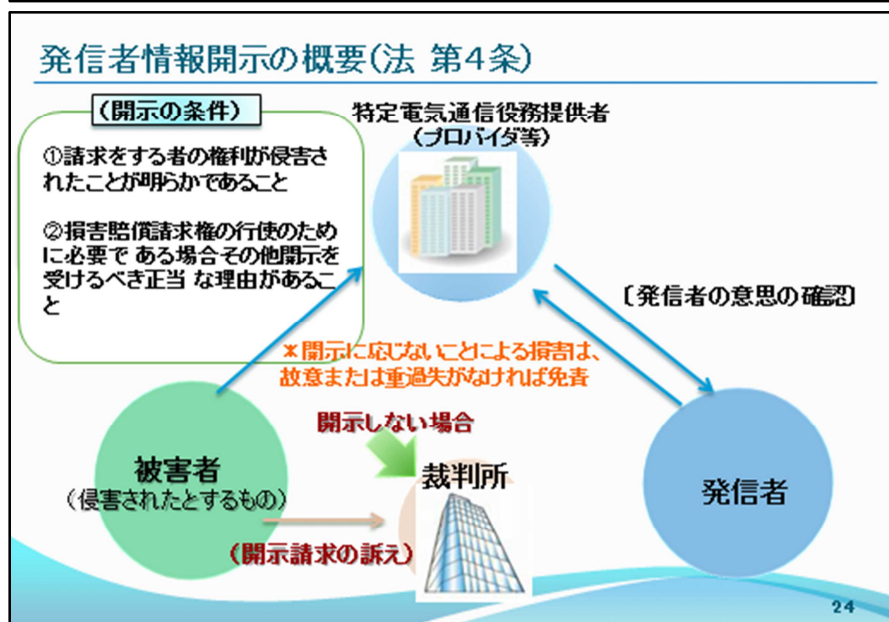 発信者情報開示の概要(法 第4条)
(開示の条件)
①請求をする者の権利が侵害さ
れたことが明らかであること
②損害賠償請求権の行使のため
に必要で ある場合その他開示を
受けるべき正当 な理由があるこ
と
特定電気通信役務提供者
(プロバイダ等)
[発信者の意思の確認]
*開示に応じないことによる損害は、
故意または重過失がなければ免責
開示しない場合
被害者
(侵害されたとするもの)
裁判所
(開示請求の訴え)
発信者
24